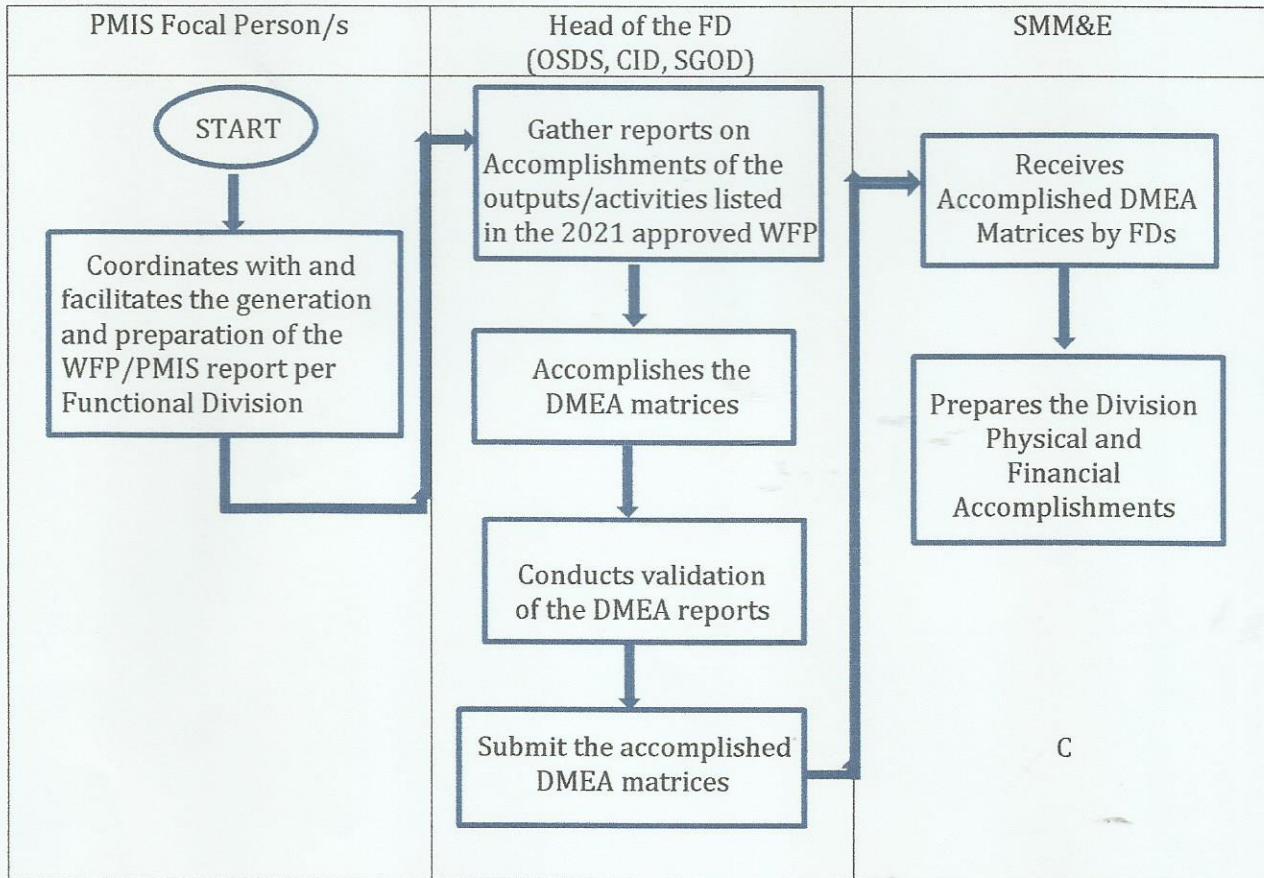 PMIS Focal Person/s
Head of the FD
(OSDS, CID, SGOD)
SMM&E
START
Coordinates with and
facilitates the generation
and preparation of the
WFP/PMIS report per
Functional Division
Gather reports on
Accomplishments of the
outputs/activities listed
in the 2021 approved WFP
Accomplishes the
DMEA matrices
Conducts validation
of the DMEA reports
Submit the accomplished
DMEA matrices
Receives
Accomplished DMEA
Matrices by FDs
Prepares the Division
Physical and
Financial
Accomplishments
C